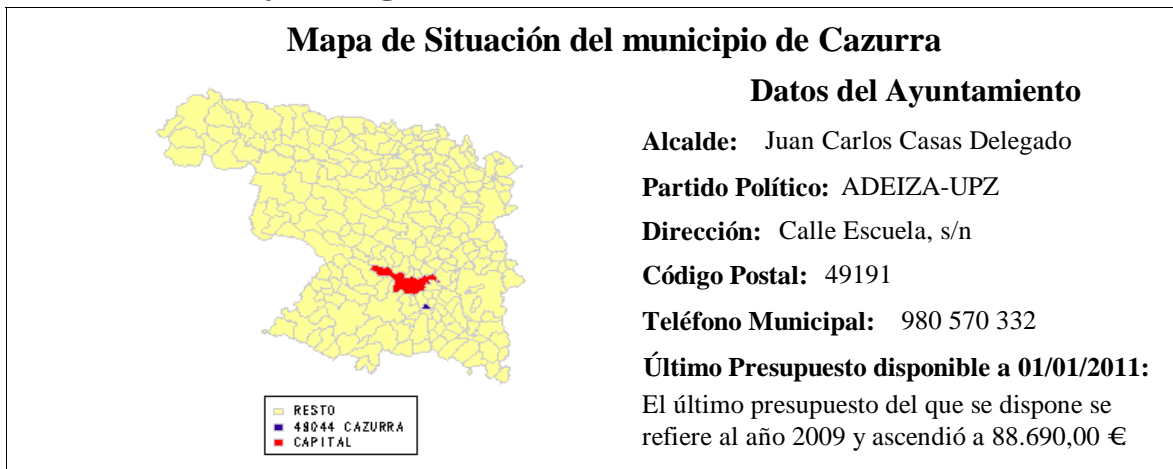 Mapa de Situación del municipio de Cazurra
Datos del Ayuntamiento
Alcalde: Juan Carlos Casas Delegado
Partido Político: ADEIZA-UPZ
Dirección: Calle Escuela, s/n
Código Postal: 49191
Teléfono Municipal: 980 570 332
Último Presupuesto disponible a 01/01/2011:
El último presupuesto del que se dispone se
refiere al año 2009 y ascendió a 88.690,00 €
RESTO
49044 CAZURRA
CAPITAL